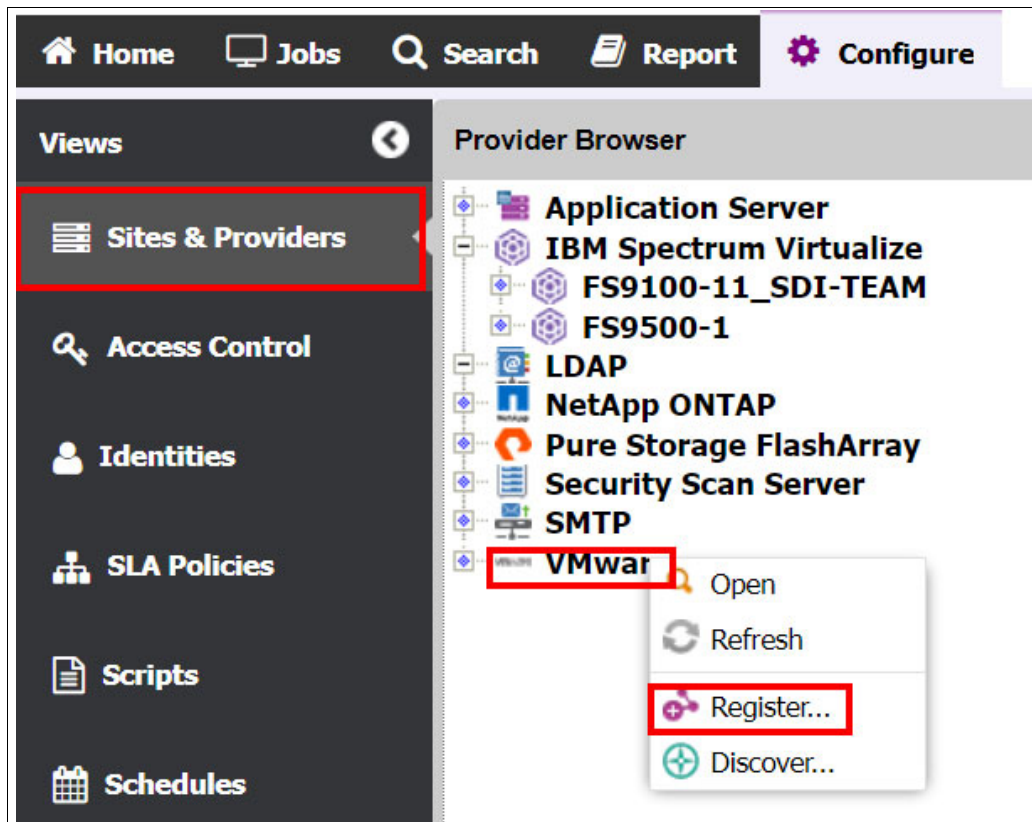 Home Jobs Search Report Configure
Views
Provider Browser
Sites & Providers
Access Control
Identities
SLA Policies
Scripts
Schedules
Application Server
IBM Spectrum Virtualize
FS9100-11_SDI-TEAM
FS9500-1
LDAP
NetApp ONTAP
Pure Storage FlashArray
Security Scan Server
SMTP
VMwar
Open
Refresh
Register...
Discover...